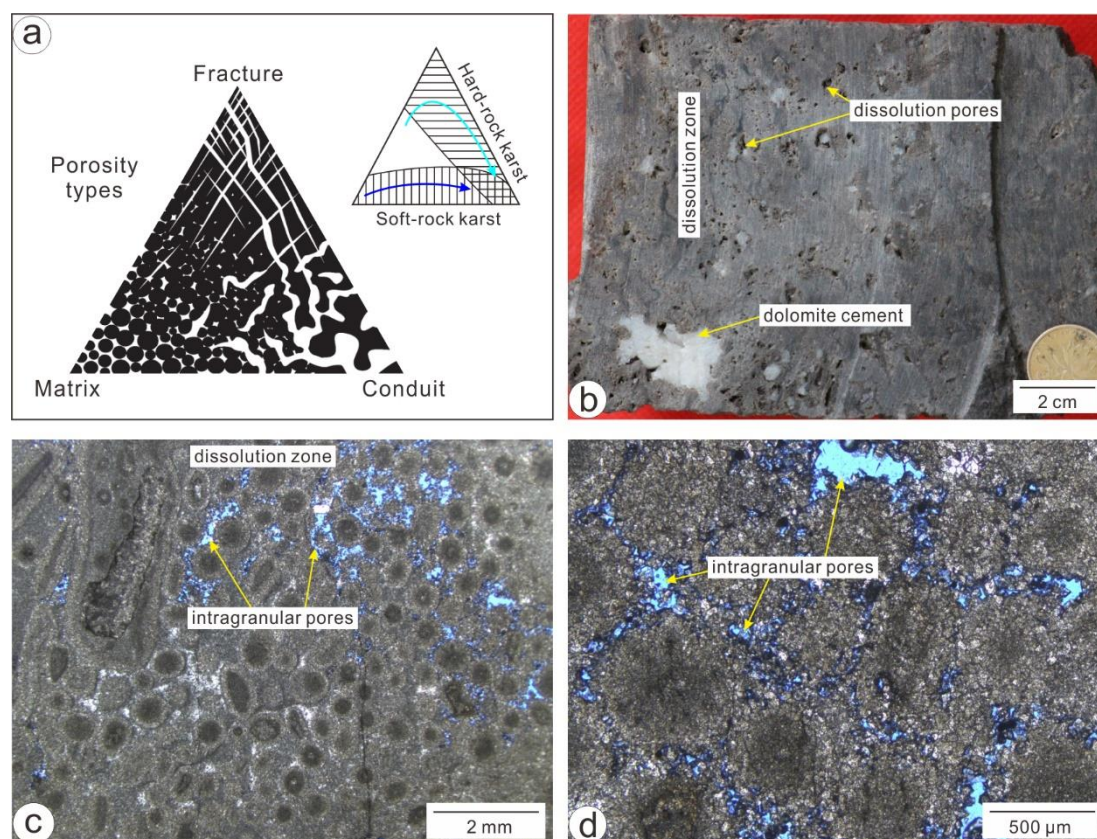 a
Fracture
Porosity
types
Matrix
Conduit
Hard-rock karst
Soft-rock karst
b
dissolution zone
dissolution pores
dolomite cement
2 cm
c
dissolution zone
intragranular pores
2 mm
d
intragranular pores
500 μm